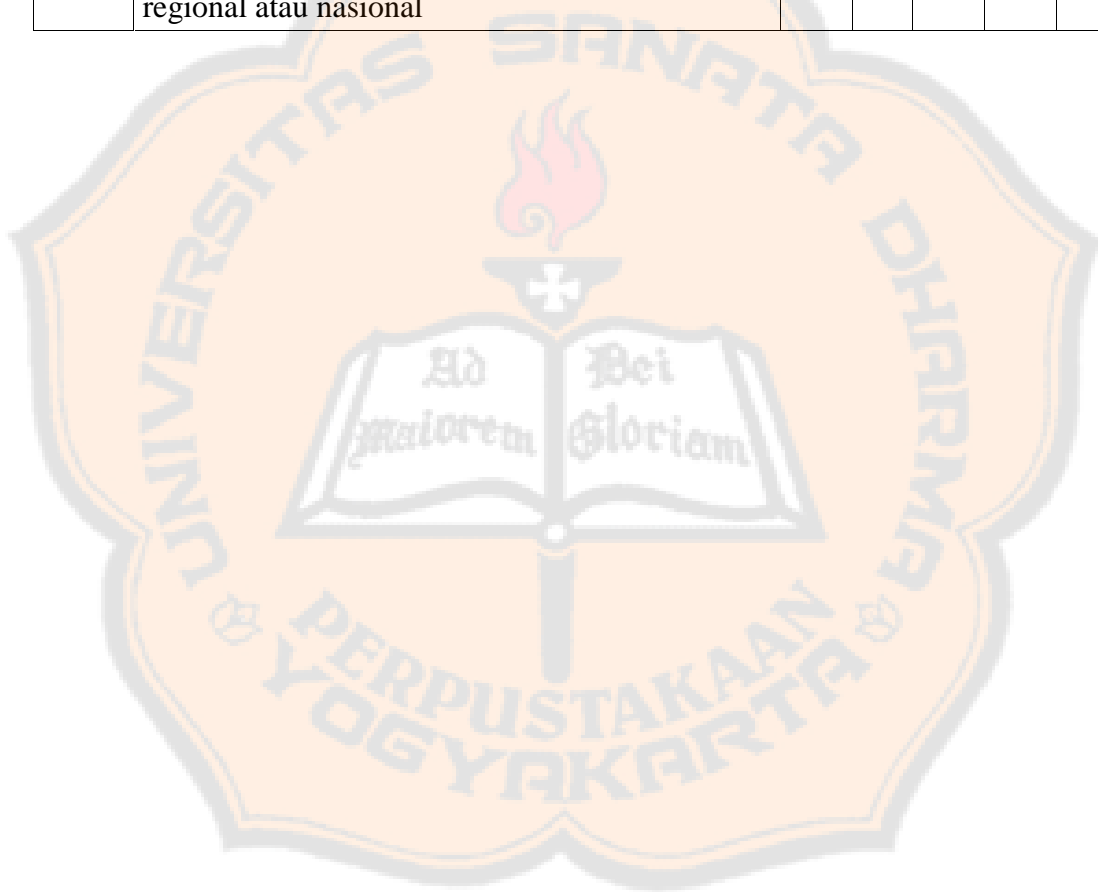 regional atau nasional
UNIVERSITAS SANATA DHARMA
Ad Dei
Maiorem Gloriam
PERPUSTAKAAN
YOGYAKARTA